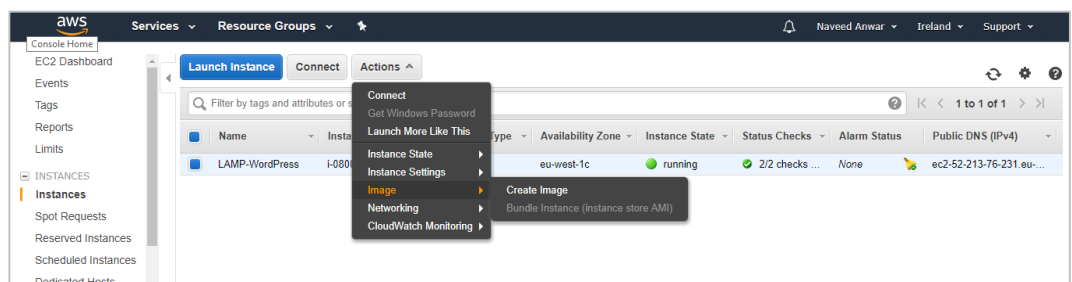 aws Services Resource Groups Naveed Anwar Ireland Support
Console Home
EC2 Dashboard
Events
Tags
Reports
Limits
INSTANCES
Instances
Spot Requests
Reserved Instances
Scheduled Instances
Dedicated Hosts
Launch Instance Connect Actions
Filter by tags and attributes or s
1 to 1 of 1
Name Insta Type Availability Zone Instance State Status Checks Alarm Status Public DNS (IPv4)
LAMP-WordPress i-080 eu-west-1c running 2/2 checks ... None ec2-52-213-76-231.eu-...
Connect
Get Windows Password
Launch More Like This
Instance State
Instance Settings
Image
Networking
CloudWatch Monitoring
Create Image
Bundle Instance (instance store AMI)